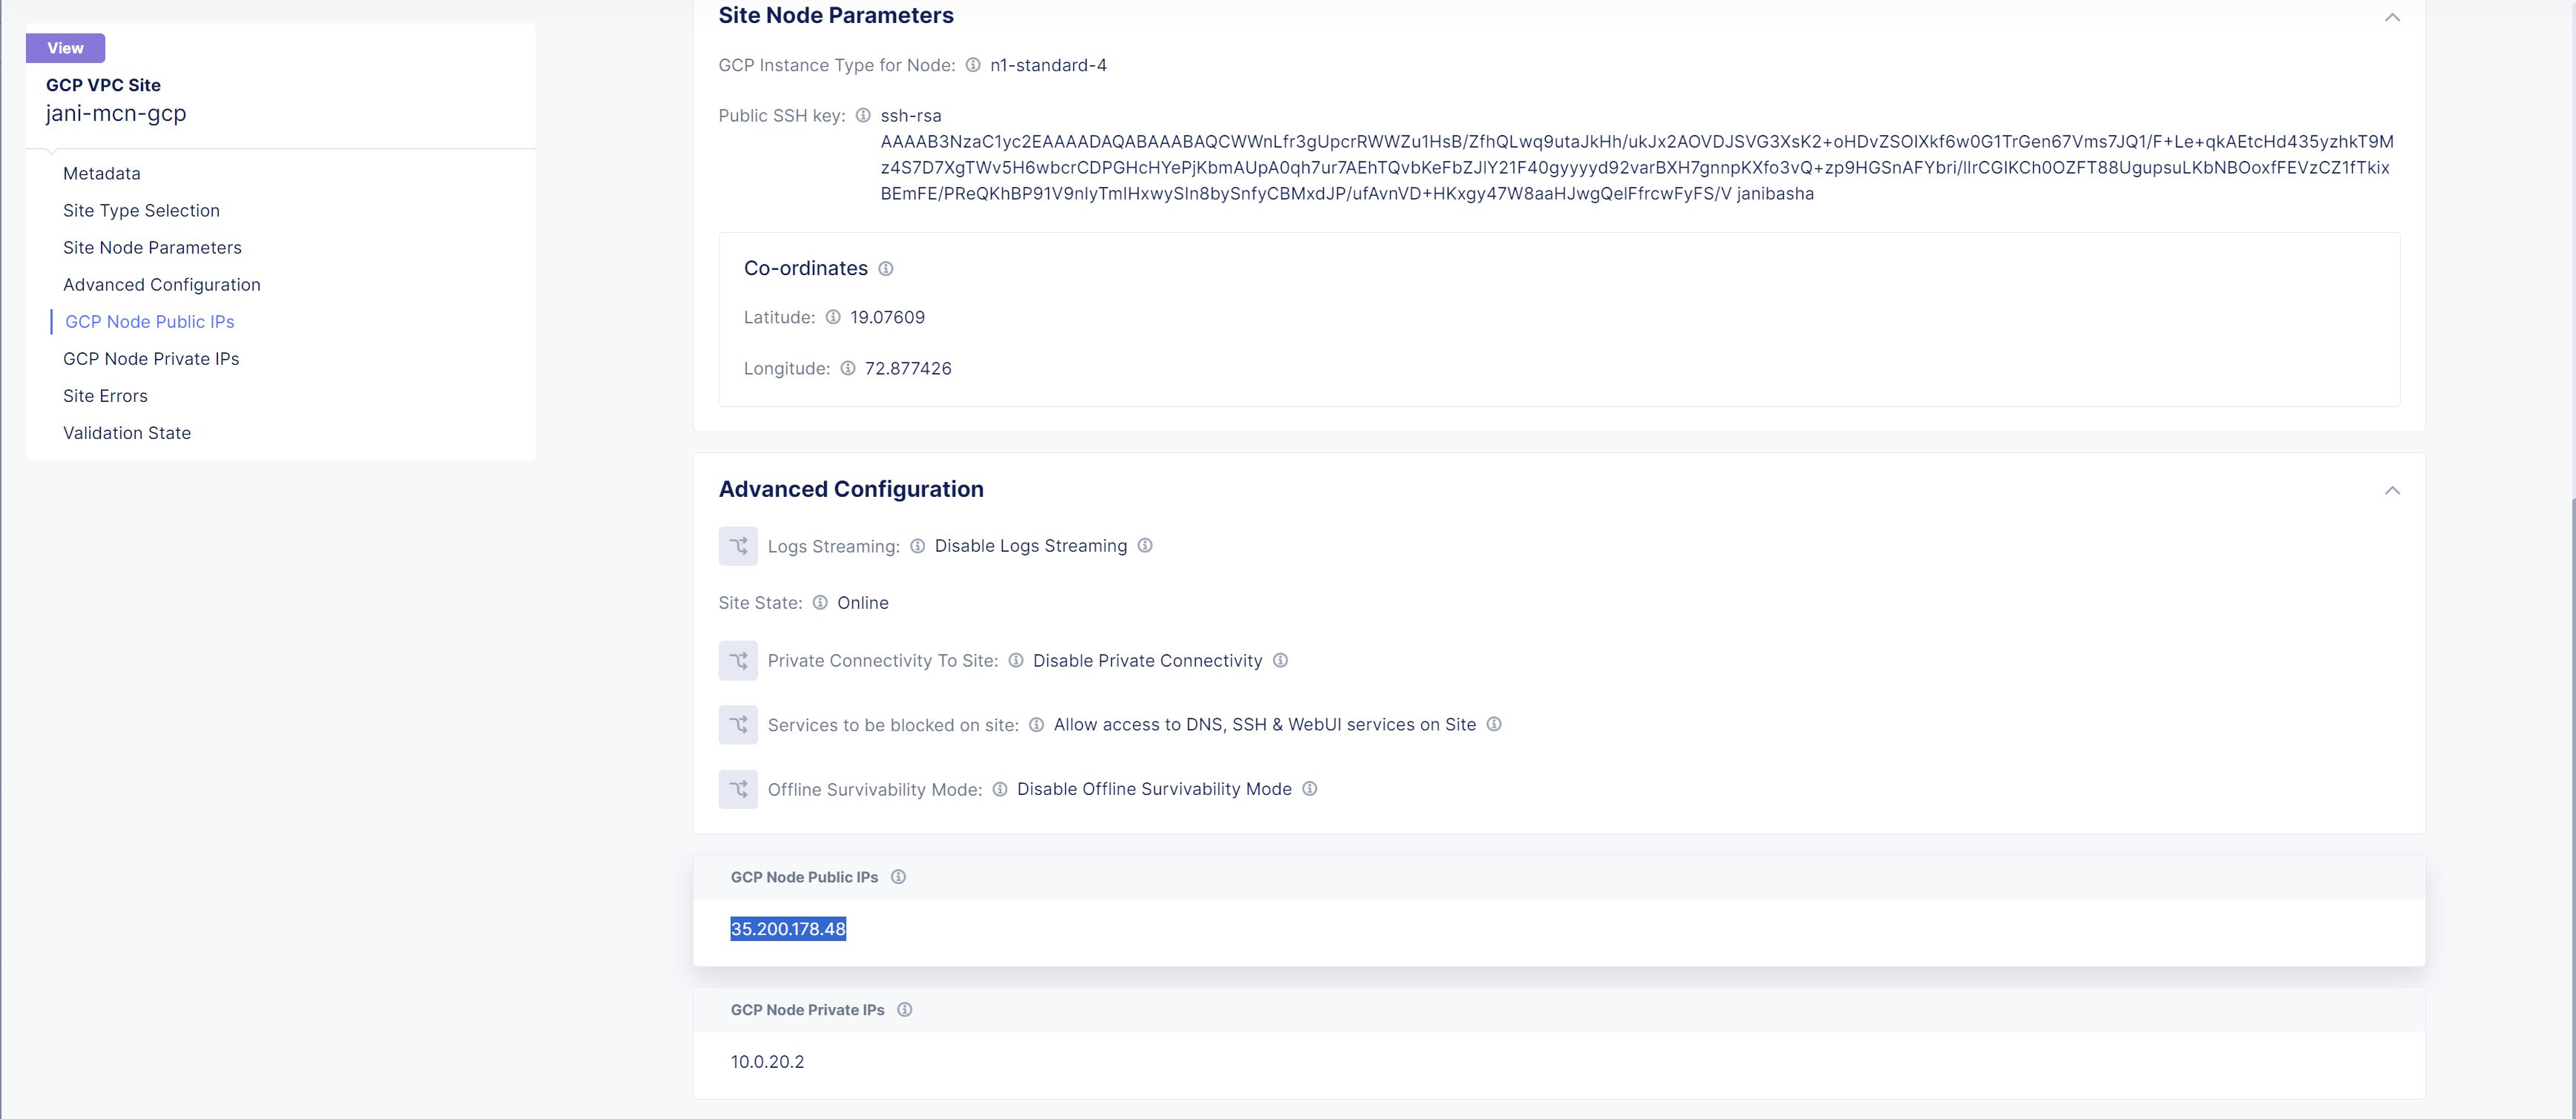 View
GCP VPC Site
jani-mcn-gcp
Metadata
Site Type Selection
Site Node Parameters
Advanced Configuration
GCP Node Public IPs
GCP Node Private IPs
Site Errors
Validation State
Site Node Parameters
GCP Instance Type for Node: n1-standard-4
Public SSH key: ssh-rsa
AAAAB3NzaC1yc2EAAAADAQABAAABAQCWWnLfr3gUpcrRWWZu1HsB/ZfhQLwq9utaJkHh/ukJx2AOVDJSVG3XsK2+oHDvZSOIXkf6w0G1TrGen67Vms7JQ1/F+Le+qkAEtcHd435yzhkT9M
z4S7D7XgTWv5H6wbcrCDPGHcHYePjKbmAUpA0qh7ur7AEhTQvbKeFbZJlY21F40gyyyyd92varBXH7gnnpKXfo3vQ+zp9HGSnAFYbri/lIrCGIKCh0OZFT88UgupsuLKbNBOoxfFEVzCZ1fTkix
BEmFE/PReQKhBP91V9nIyTmlHxwySIn8bySnfyCBMxdJP/ufAvnVD+HKxgy47W8aaHJwgQelFfrcwFyFS/V janibasha
Co-ordinates
Latitude: 19.07609
Longitude: 72.877426
Advanced Configuration
Logs Streaming: Disable Logs Streaming
Site State: Online
Private Connectivity To Site: Disable Private Connectivity
Services to be blocked on site: Allow access to DNS, SSH & WebUI services on Site
Offline Survivability Mode: Disable Offline Survivability Mode
GCP Node Public IPs
35.200.178.48
GCP Node Private IPs
10.0.20.2